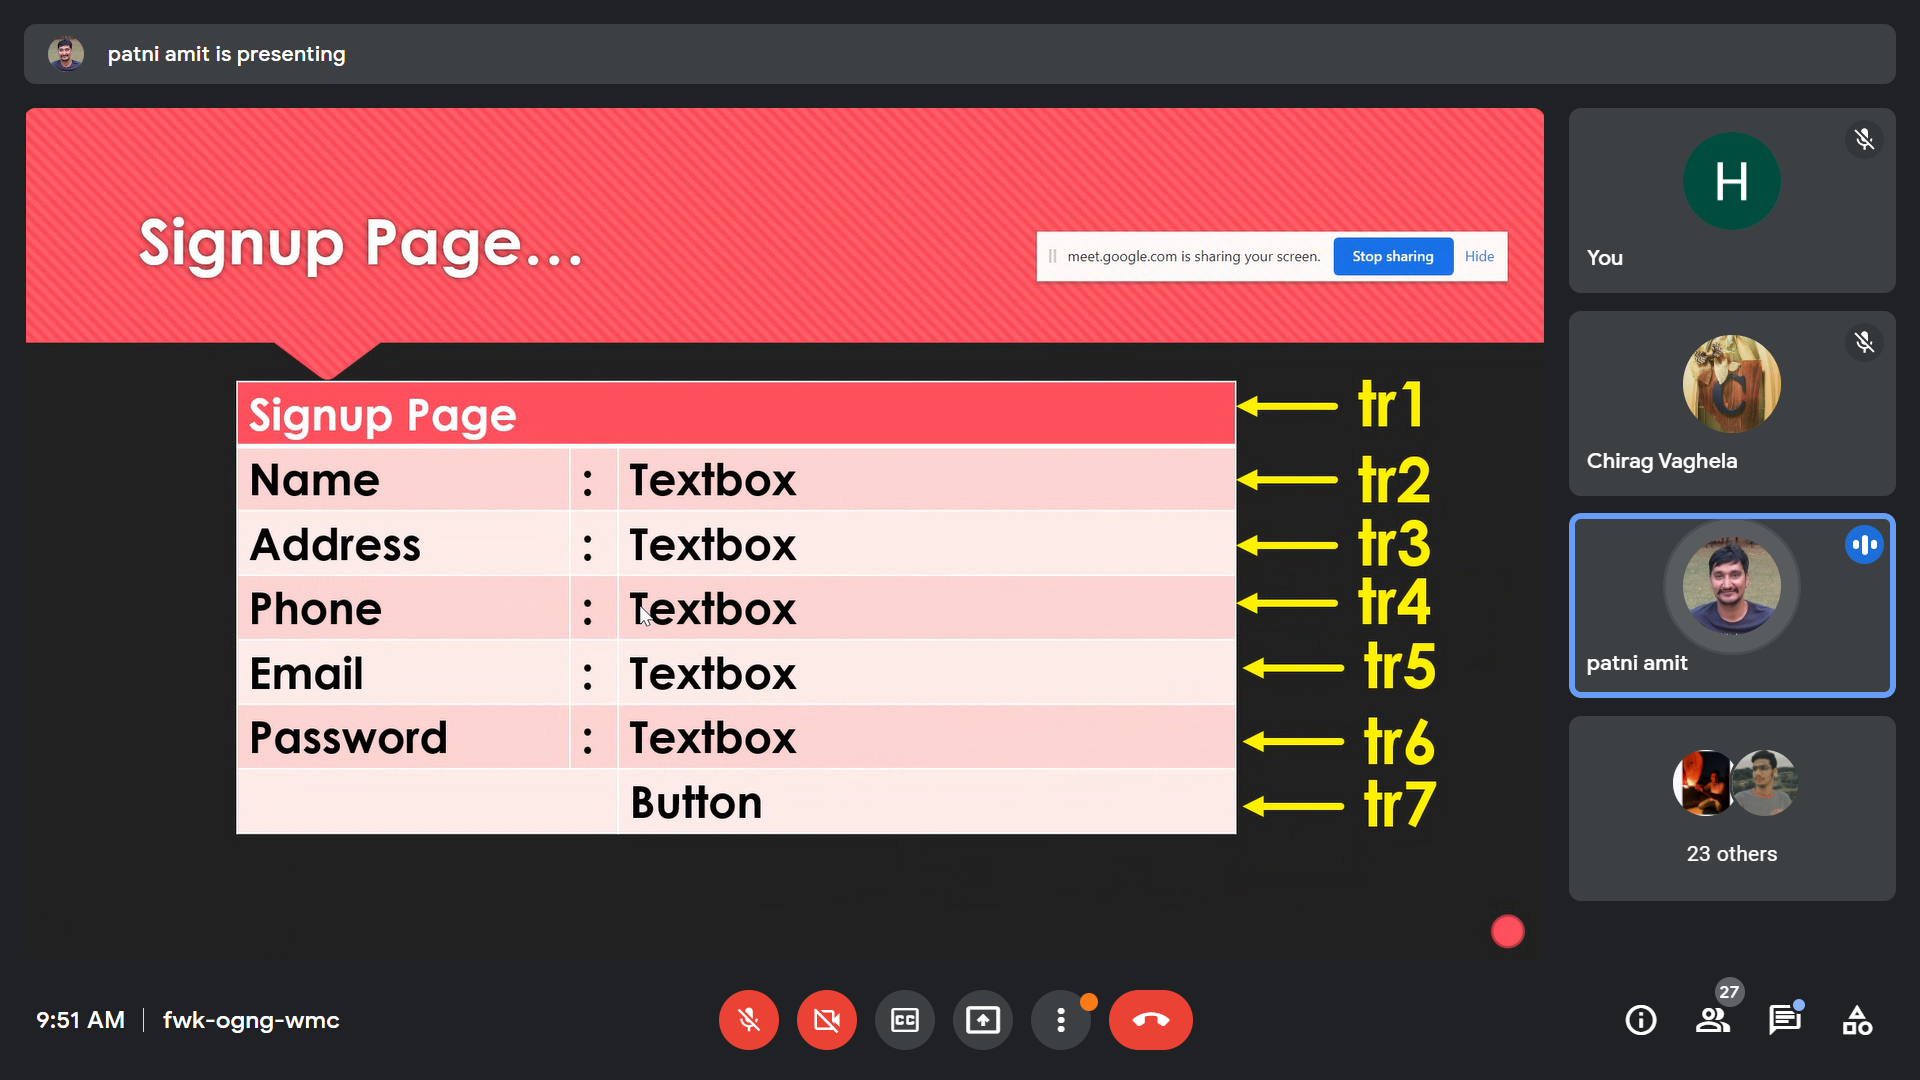 patni amit is presenting
Signup Page...
meet.google.com is sharing your screen. Stop sharing Hide
Signup Page tr1
Name : Textbox tr2
Address : Textbox tr3
Phone : Textbox tr4
Email : Textbox tr5
Password : Textbox tr6
Button tr7
H
You
C
Chirag Vaghela
patni amit
23 others
9:51 AM fwk-ogng-wmc
CC
27